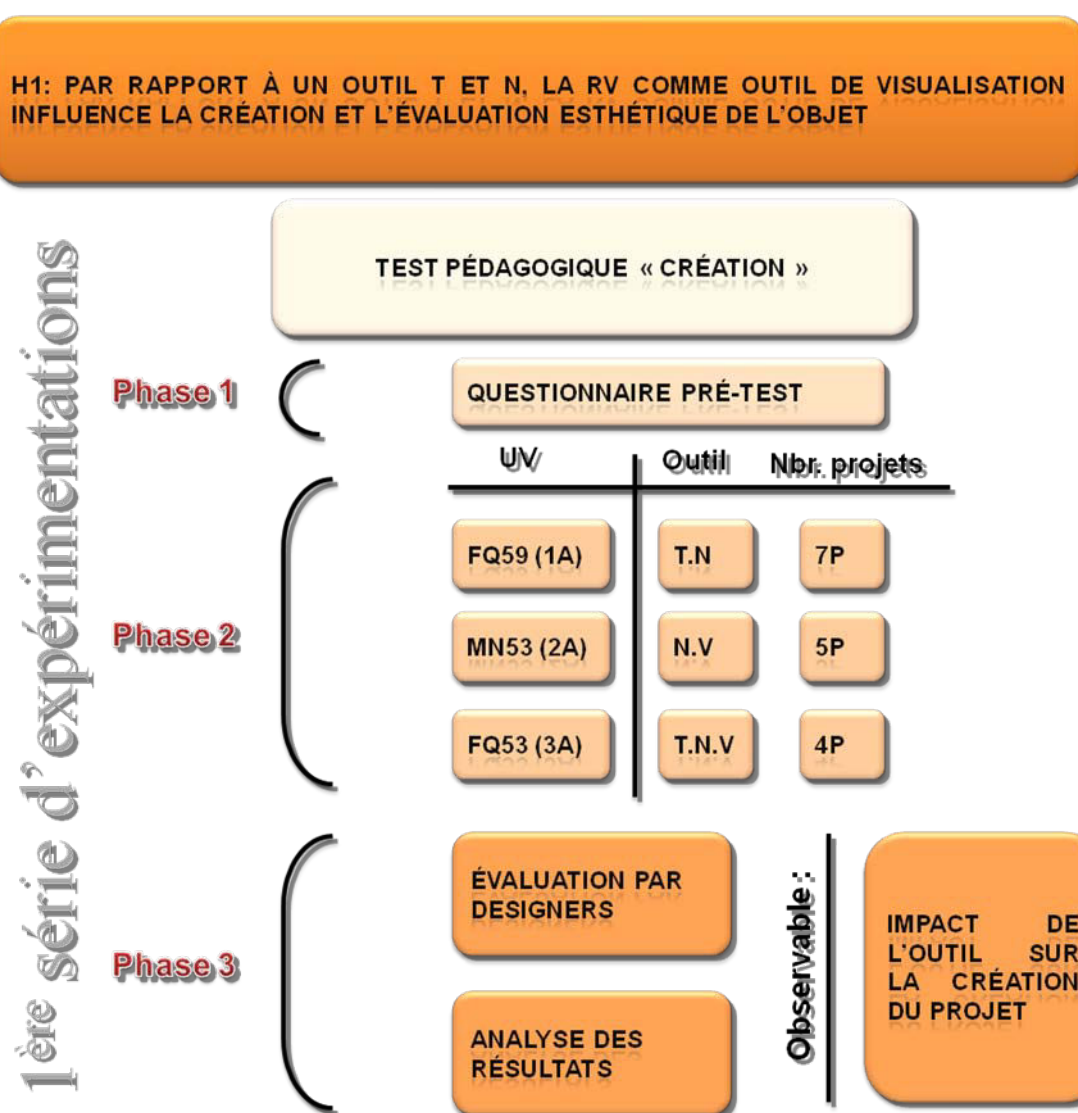 H1: PAR RAPPORT À UN OUTIL T ET N, LA RV COMME OUTIL DE VISUALISATION
INFLUENCE LA CRÉATION ET L'ÉVALUATION ESTHÉTIQUE DE L'OBJET
1ère série d'expérimentations
TEST PÉDAGOGIQUE « CRÉATION »
Phase 1
QUESTIONNAIRE PRÉ-TEST
UV Outil Nbr. projets
Phase 2
FQ59 (1A) T.N 7P
MN53 (2A) N.V 5P
FQ53 (3A) T.N.V 4P
Phase 3
ÉVALUATION PAR
DESIGNERS
ANALYSE DES
RÉSULTATS
Observable :
IMPACT DE
L'OUTIL SUR
LA CRÉATION
DU PROJET